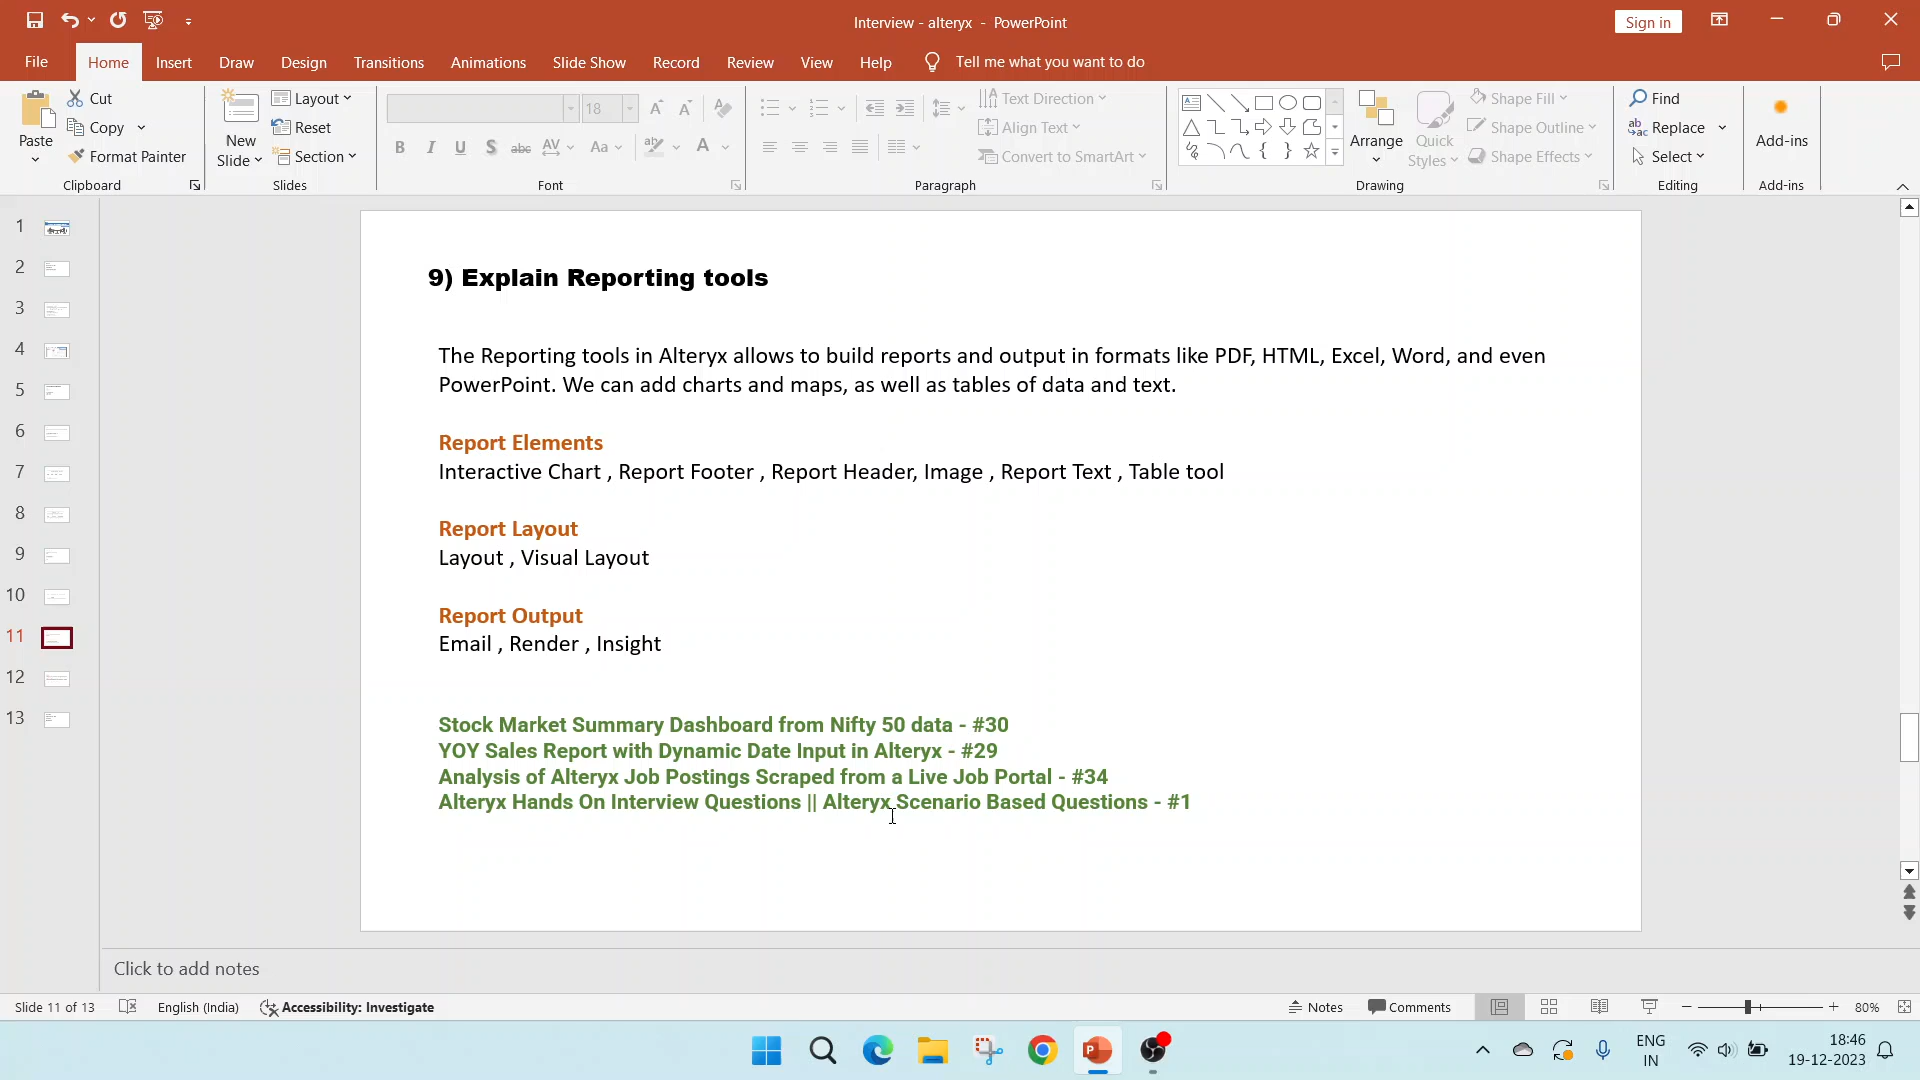 Interview - alteryx - PowerPoint
Sign in
File
Home
Insert
Draw
Design
Transitions
Animations
Slide Show
Record
Review
View
Help
Tell me what you want to do
Paste
Cut
Copy
Format Painter
Clipboard
New
Slide
Layout
Reset
Section
Slides
18
Font
Text Direction
Align Text
Convert to SmartArt
Paragraph
Arrange
Quick
Styles
Shape Fill
Shape Outline
Shape Effects
Drawing
Find
Replace
Select
Editing
Add-ins
Add-ins
1
2
3
4
5
6
7
8
9
10
11
12
13
9) Explain Reporting tools
The Reporting tools in Alteryx allows to build reports and output in formats like PDF, HTML, Excel, Word, and even
PowerPoint. We can add charts and maps, as well as tables of data and text.
Report Elements
Interactive Chart , Report Footer , Report Header, Image , Report Text , Table tool
Report Layout
Layout , Visual Layout
Report Output
Email , Render , Insight
Stock Market Summary Dashboard from Nifty 50 data - #30
YOY Sales Report with Dynamic Date Input in Alteryx - #29
Analysis of Alteryx Job Postings Scraped from a Live Job Portal - #34
Alteryx Hands On Interview Questions || Alteryx Scenario Based Questions - #1
Click to add notes
Slide 11 of 13
English (India)
Accessibility: Investigate
Notes
Comments
80%
ENG
IN
18:46
19-12-2023